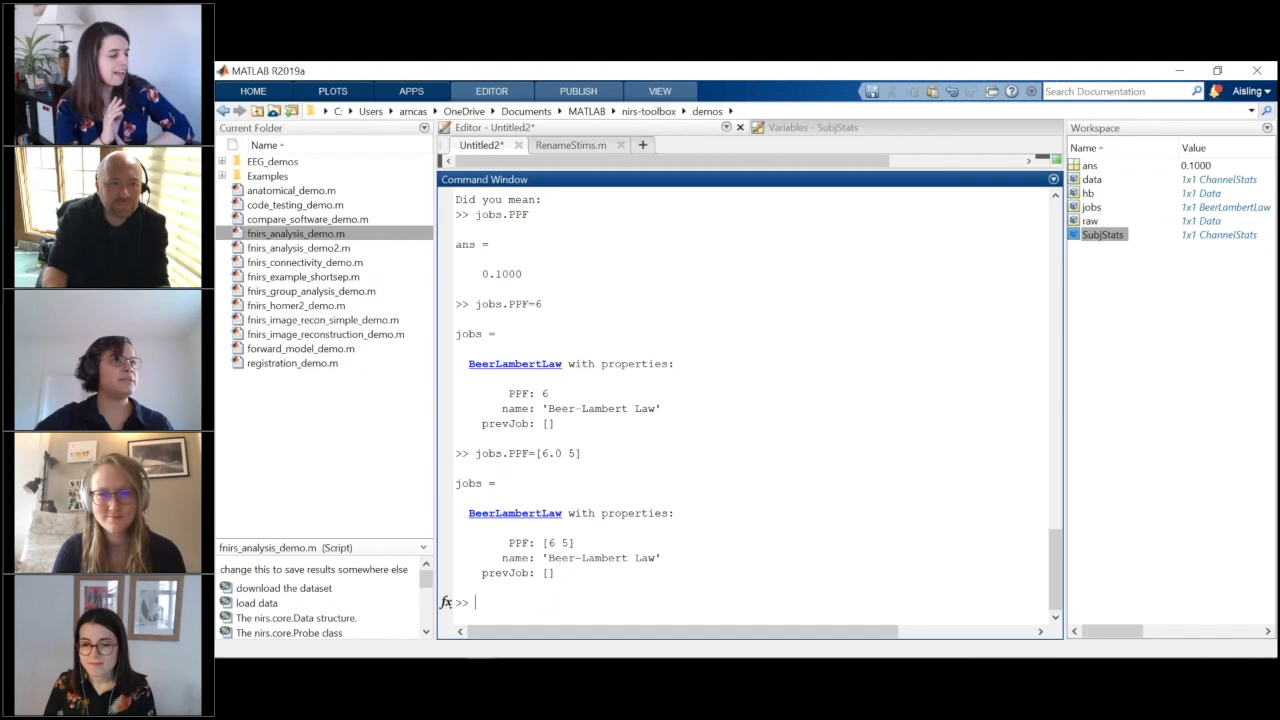 MATLAB R2019a
HOME PLOTS APPS EDITOR PUBLISH VIEW Search Documentation Aisling
C: Users amcas OneDrive Documents MATLAB nirs-toolbox demos
Current Folder
Name
EEG_demos
Examples
anatomical_demo.m
code_testing_demo.m
compare_software_demo.m
fnirs_analysis_demo.m
fnirs_analysis_demo2.m
fnirs_connectivity_demo.m
fnirs_example_shortsep.m
fnirs_group_analysis_demo.m
fnirs_homer2_demo.m
fnirs_image_recon_simple_demo.m
fnirs_image_reconstruction_demo.m
forward_model_demo.m
registration_demo.m
fnirs_analysis_demo.m (Script)
change this to save results somewhere else
download the dataset
load data
The nirs.core.Data structure.
The nirs.core.Probe class
Editor - Untitled2*
Variables - SubjStats
Untitled2*
RenameStims.m
Command Window
Did you mean:
>> jobs.PPF
ans =
0.1000
>> jobs.PPF=6
jobs =
BeerLambertLaw with properties:
PPF: 6
name: 'Beer-Lambert Law'
prevJob: []
>> jobs.PPF=[6.0 5]
jobs =
BeerLambertLaw with properties:
PPF: [6 5]
name: 'Beer-Lambert Law'
prevJob: []
fx >>
Workspace
Name Value
ans 0.1000
data 1x1 ChannelStats
hb 1x1 Data
jobs 1x1 BeerLambertLaw
raw 1x1 Data
SubjStats 1x1 ChannelStats